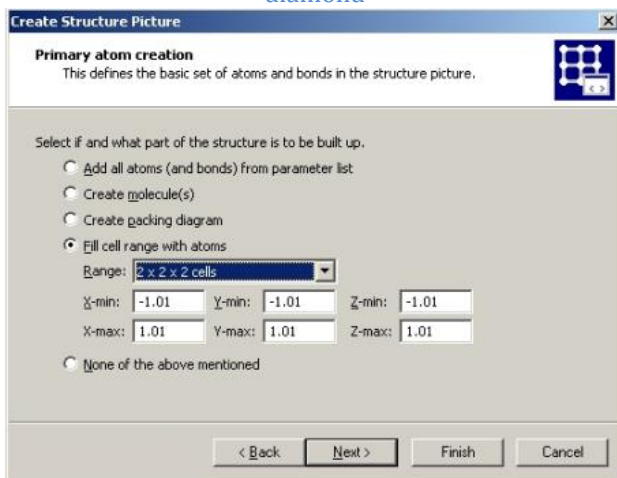 diamond
Create Structure Picture
Primary atom creation
This defines the basic set of atoms and bonds in the structure picture.
Select if and what part of the structure is to be built up.
Add all atoms (and bonds) from parameter list
Create molecule(s)
Create packing diagram
Fill cell range with atoms
Range: 2 x 2 x 2 cells
X-min: -1.01 Y-min: -1.01 Z-min: -1.01
X-max: 1.01 Y-max: 1.01 Z-max: 1.01
None of the above mentioned
< Back Next > Finish Cancel